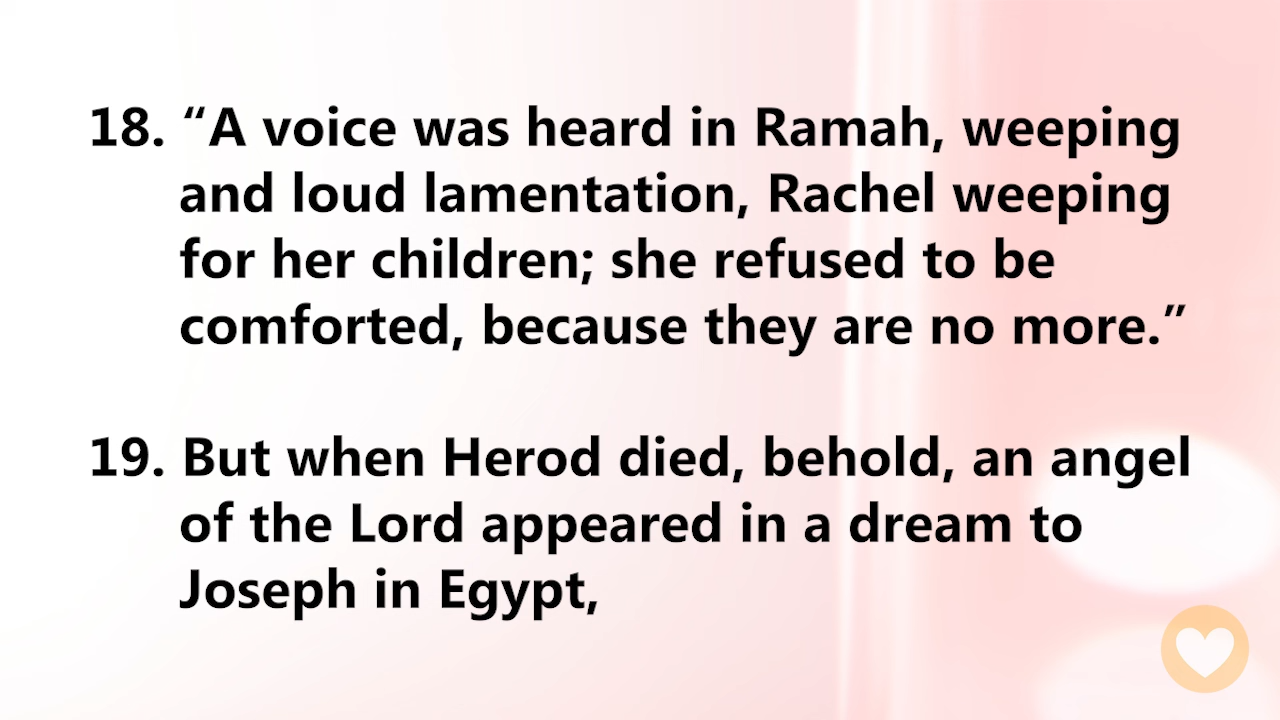 18. “A voice was heard in Ramah, weeping
and loud lamentation, Rachel weeping
for her children; she refused to be
comforted, because they are no more.”
19. But when Herod died, behold, an angel
of the Lord appeared in a dream to
Joseph in Egypt,